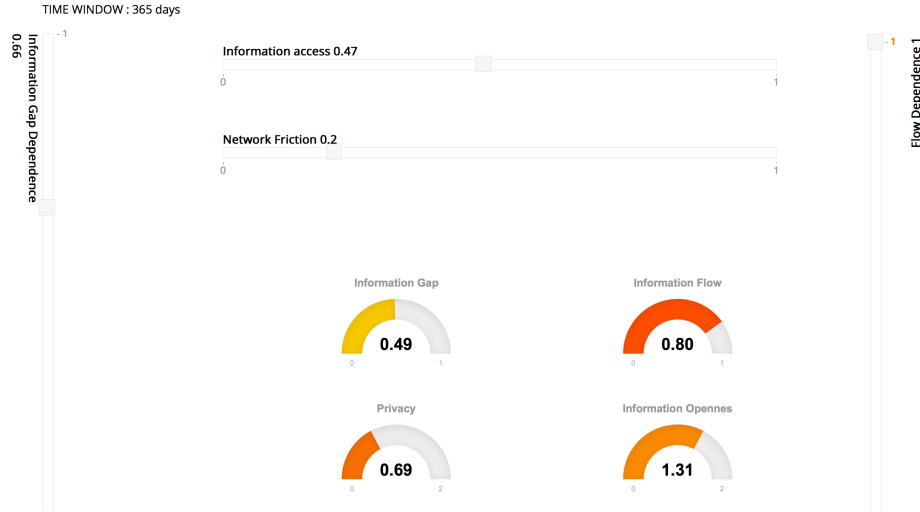 TIME WINDOW : 365 days
- 1
Information Gap Dependence
0.66
Information access 0.47
0
1
Network Friction 0.2
0
1
- 1
Flow Dependence 1
Information Gap
0.49
0
1
Information Flow
0.80
0
1
Privacy
0.69
0
2
Information Opennes
1.31
0
2